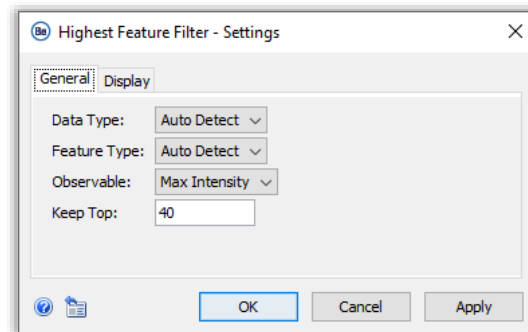 Be Highest Feature Filter - Settings
General Display
Data Type: Auto Detect
Feature Type: Auto Detect
Observable: Max Intensity
Keep Top: 40
OK Cancel Apply